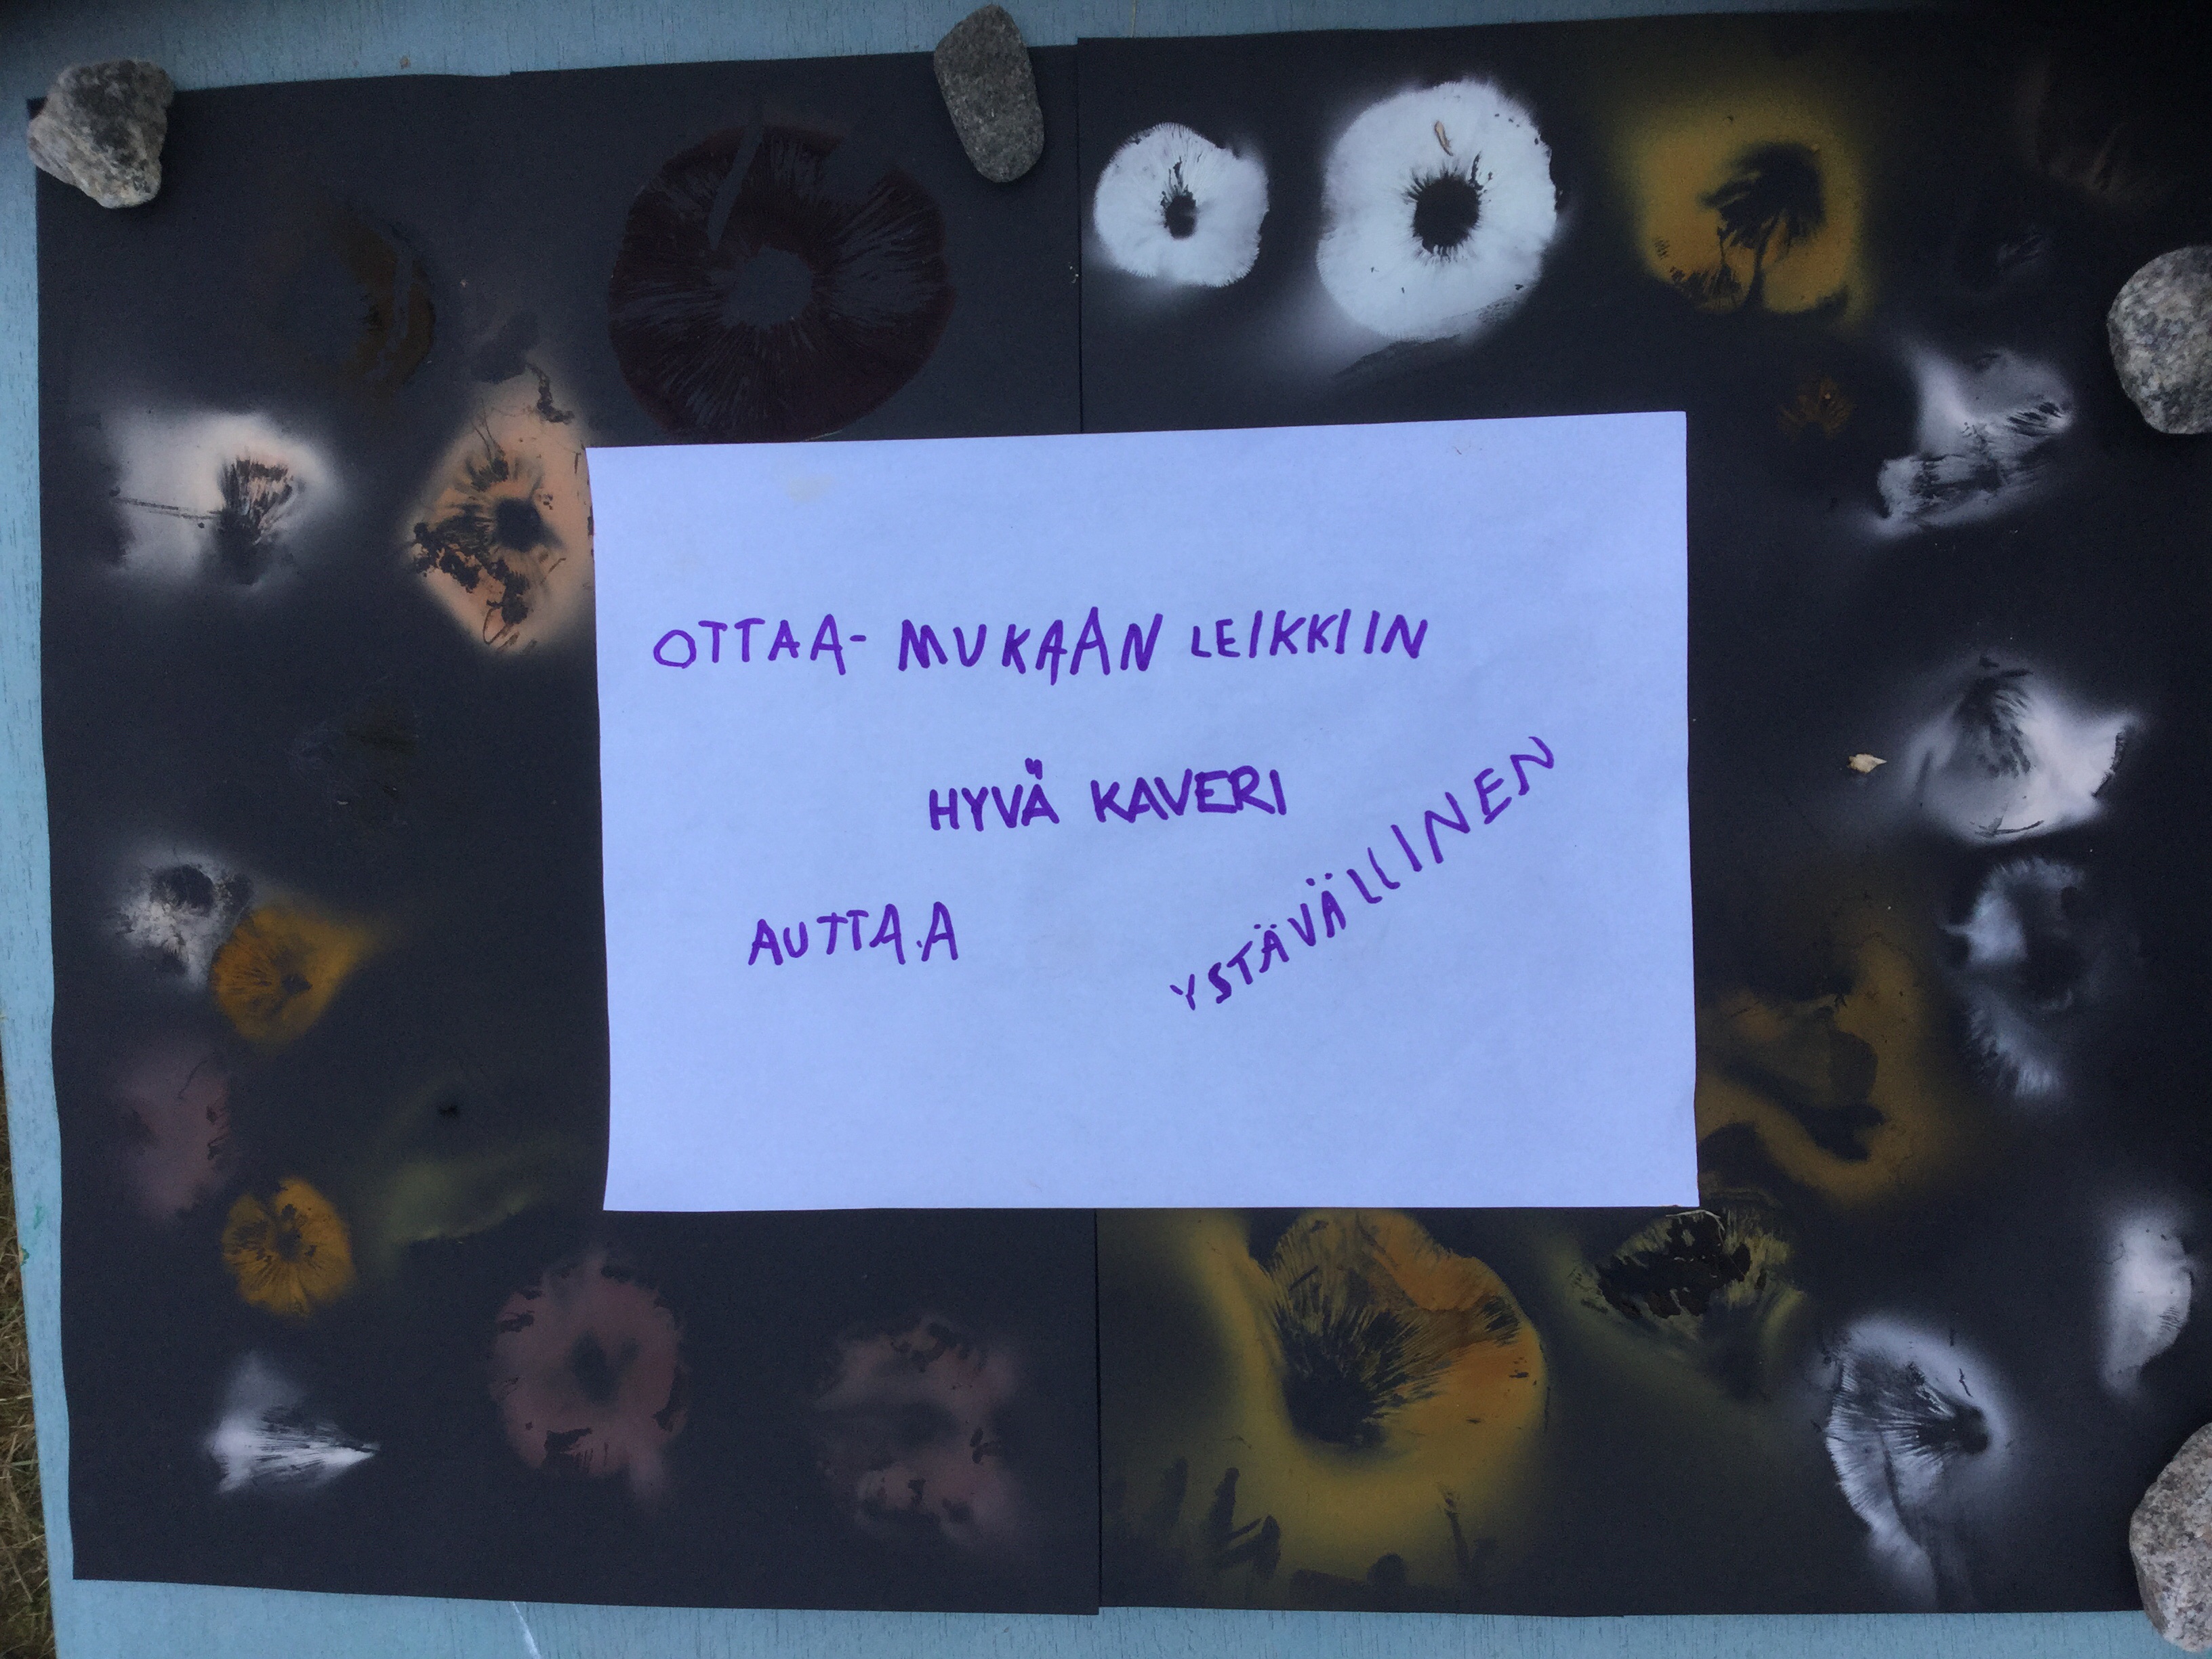 OTTAA- MUKAAN LEIKKIIN
HYVÄ KAVERI
AUTTAA
YSTÄVÄLLINEN